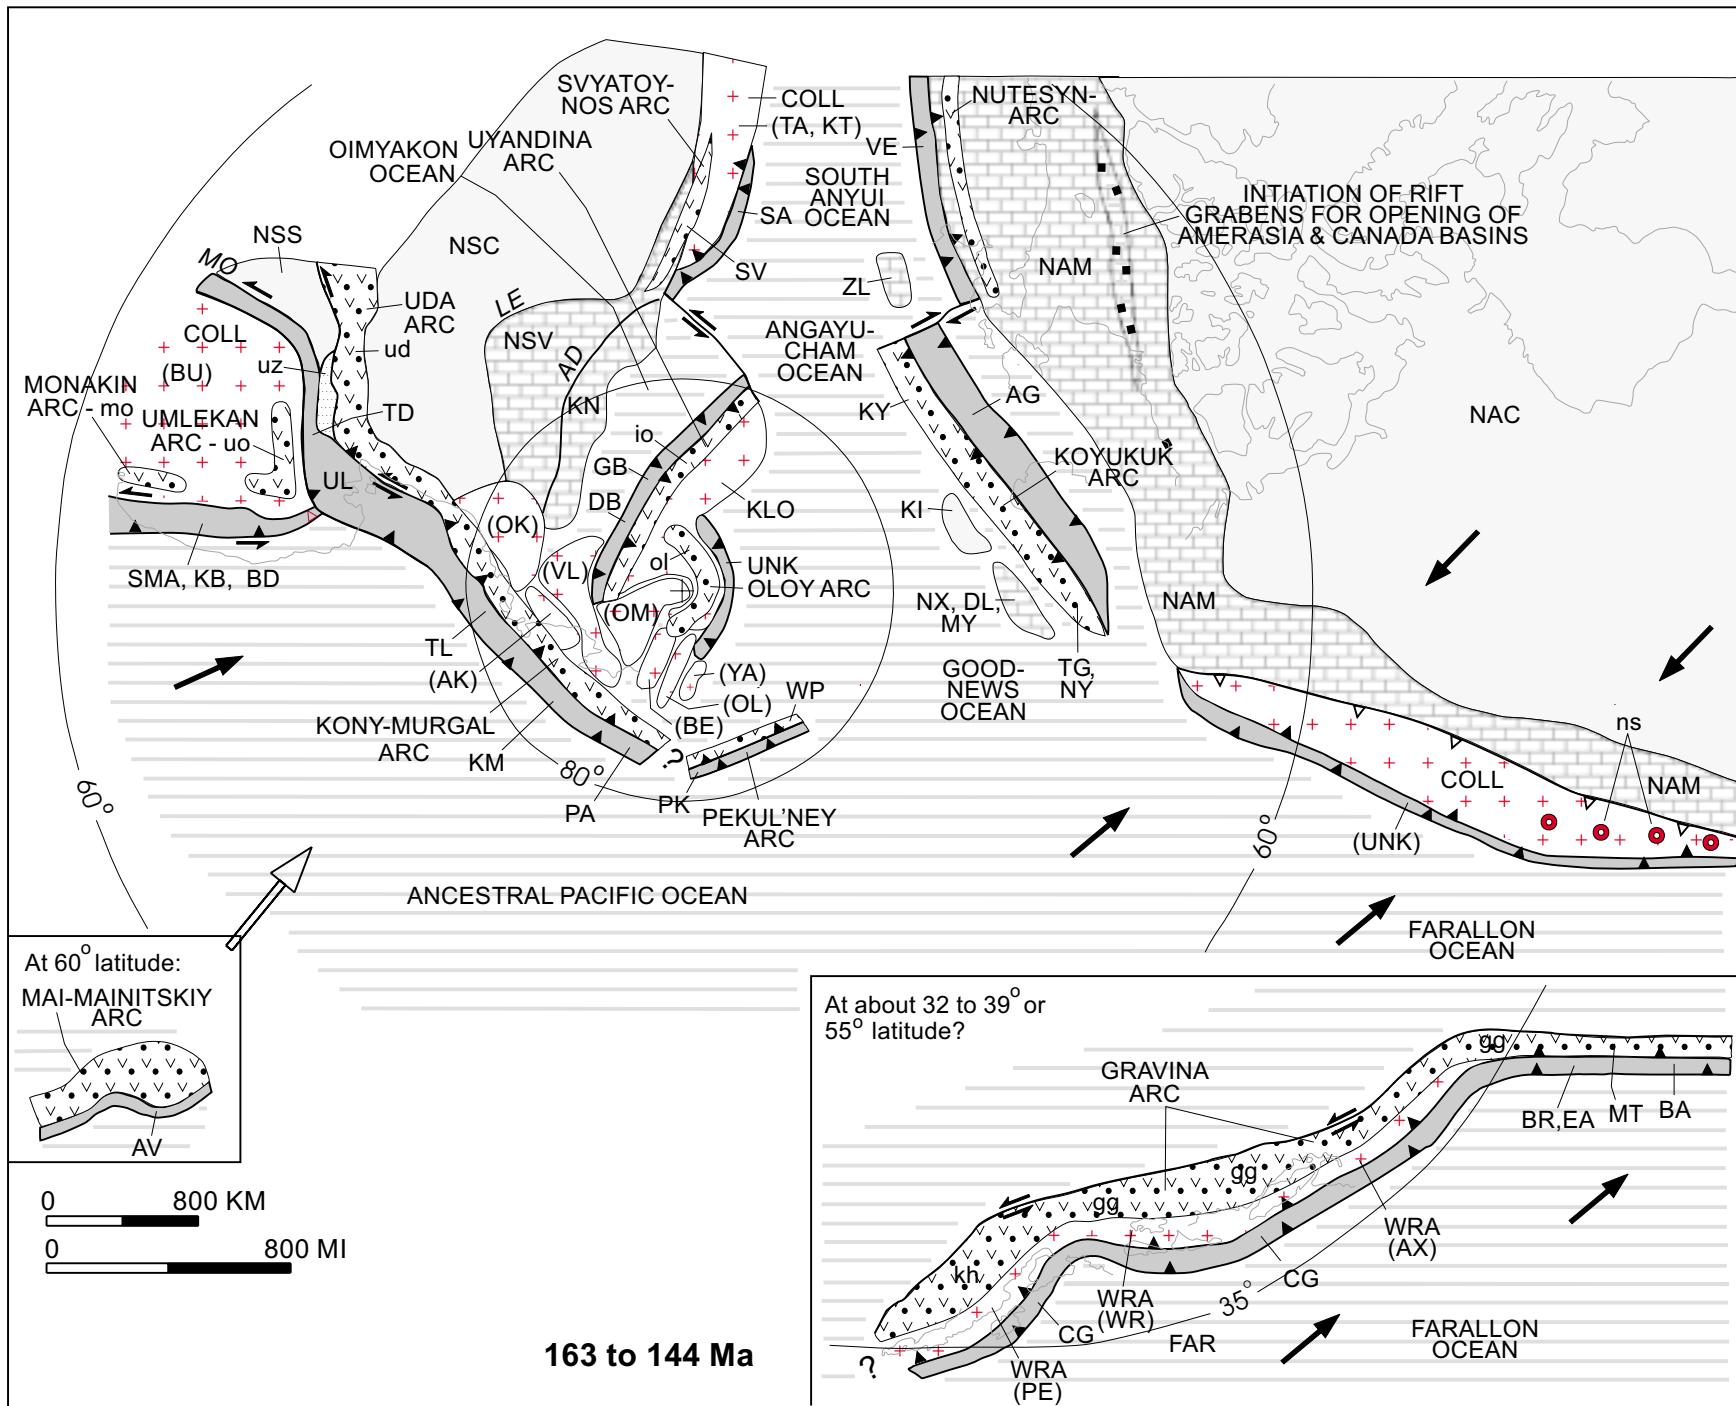 SVYATOY-
NOS ARC
COLL
(TA, KT)
NUTESYN-
ARC
UYANDINA
ARC
OIMYAKON
OCEAN
VE
SOUTH
ANYUI
OCEAN
INTIATION OF RIFT
GRABENS FOR OPENING OF
AMERASIA & CANADA BASINS
SA
NSS
MO
NSC
SV
NAM
ZL
UDA
ARC
LE
COLL
(BU)
NSV
AD
ANGAYU-
CHAM
OCEAN
ud
uz
MONAKIN
ARC - mo
UMLEKAN
ARC - uo
TD
KN
KY
AG
NAC
io
GB
KOYUKUK
ARC
UL
DB
KLO
KI
(OK)
(VL)
ol
UNK
OLOY ARC
SMA, KB, BD
(OM)
NX, DL,
MY
NAM
TL
(AK)
(YA)
(OL)
(BE)
WP
GOOD-
NEWS
OCEAN
TG,
NY
KONY-MURGAL
ARC
KM
80°
?
ns
COLL
NAM
60°
PA
PK
PEKUL'NEY
ARC
60°
(UNK)
ANCESTRAL PACIFIC OCEAN
FARALLON
OCEAN
At 60° latitude:
MAI-MAINITSKIY
ARC
AV
At about 32 to 39° or
55° latitude?
GRAVINA
ARC
gg
gg
gg
BR,EA
MT
BA
kh
WRA
(AX)
CG
WRA
(WR)
35°
CG
FAR
FARALLON
OCEAN
?
WRA
(PE)
0 800 KM
0 800 MI
163 to 144 Ma